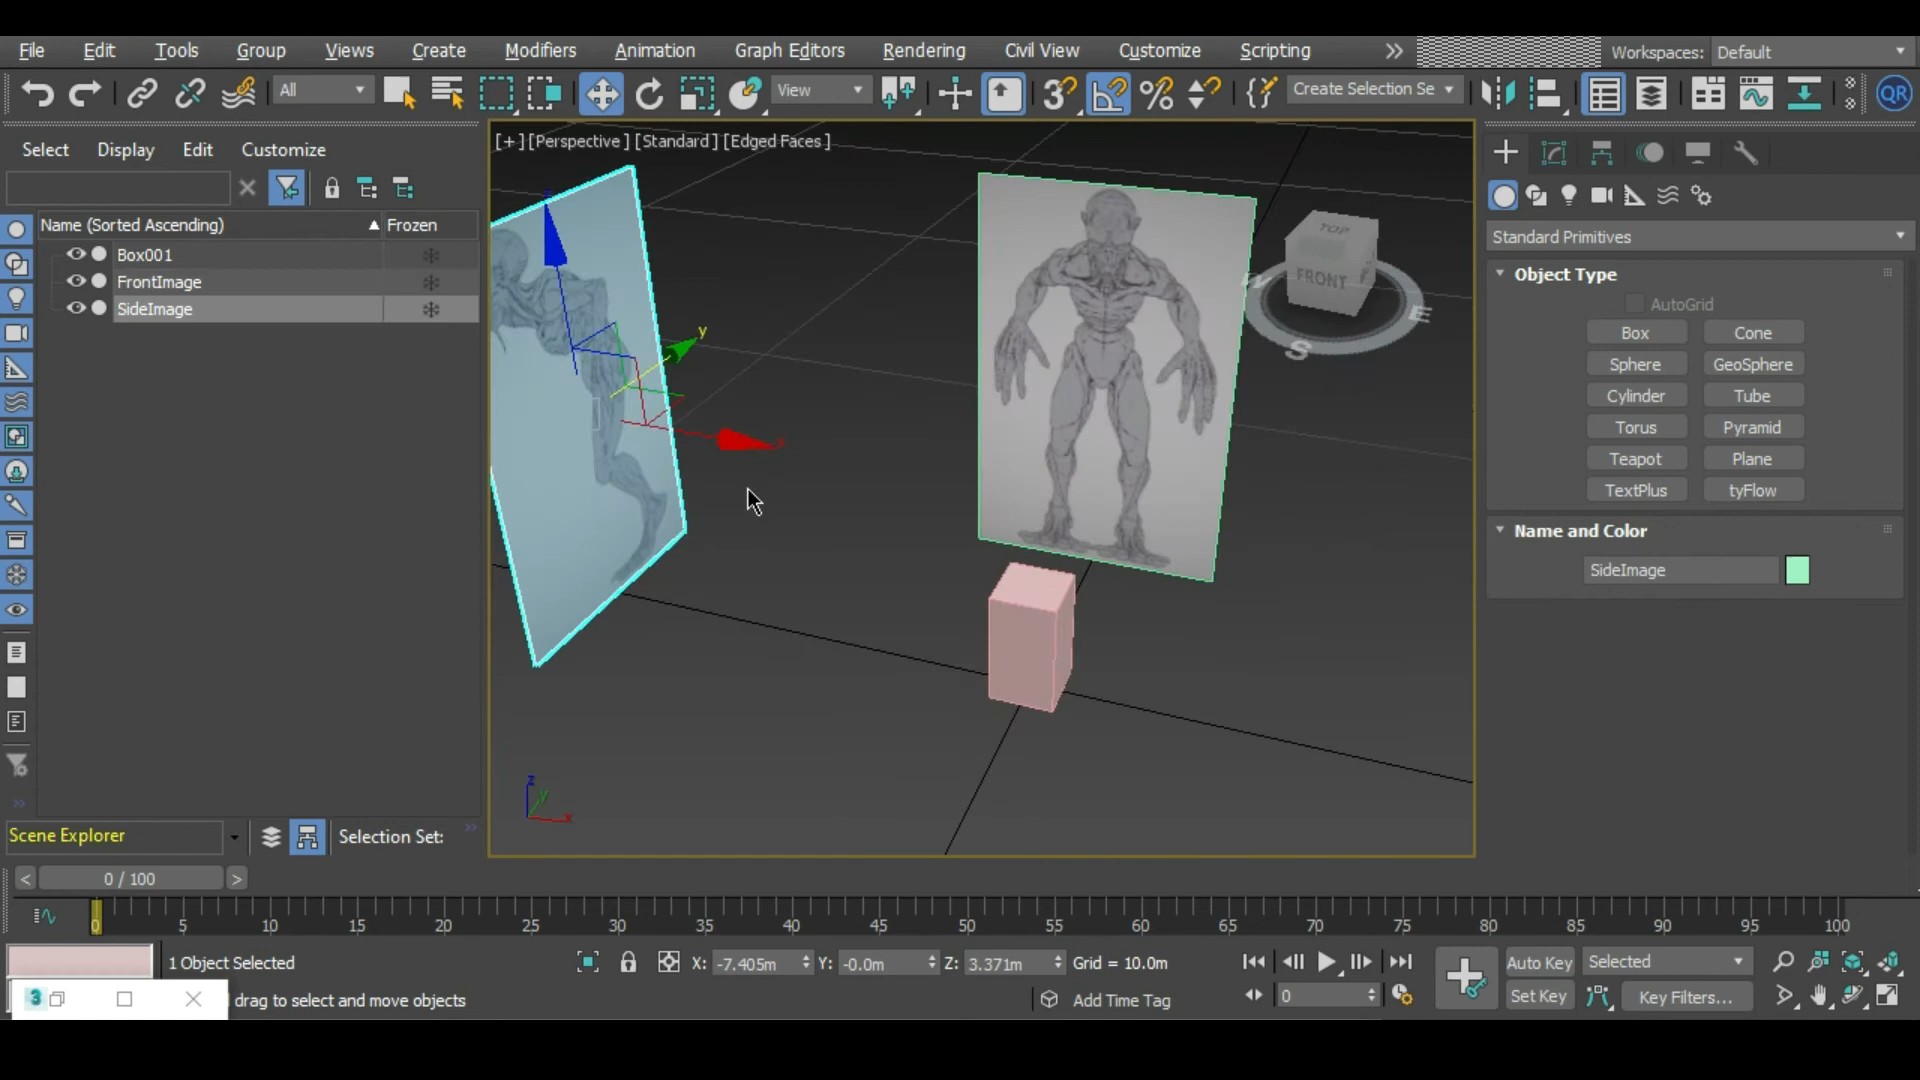 File Edit Tools Group Views Create Modifiers Animation Graph Editors Rendering Civil View Customize Scripting Workspaces: Default
All View Create Selection Se QR
Select Display Edit Customize
[+] [Perspective] [Standard] [Edged Faces]
Name (Sorted Ascending) Frozen
Box001
FrontImage
SideImage
z
y
x
TOP
FRONT
W
E
S
Standard Primitives
Object Type
AutoGrid
Box Cone
Sphere GeoSphere
Cylinder Tube
Torus Pyramid
Teapot Plane
TextPlus tyFlow
Name and Color
SideImage
z
y
x
Scene Explorer Selection Set:
< 0 / 100 >
0 5 10 15 20 25 30 35 40 45 50 55 60 65 70 75 80 85 90 95 100
1 Object Selected X: -7.405m Y: -0.0m Z: 3.371m Grid = 10.0m Auto Key Selected
3 drag to select and move objects Add Time Tag 0 Set Key Key Filters...